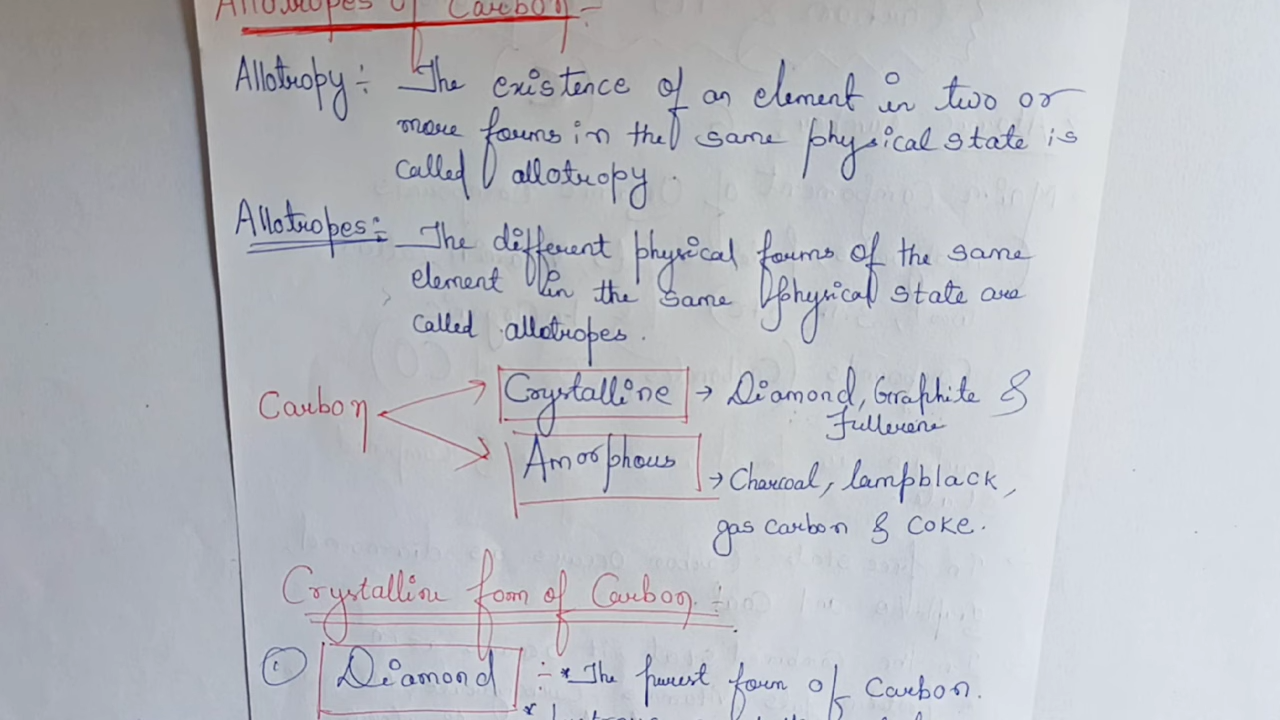 Allotropes of Carbon:-
Allotropy:- The existence of an element in two or
more forms in the same physical state is
called allotropy.
Allotropes:- The different physical forms of the same
element in the same physical state are
called allotropes.
Carbon
Crystalline → Diamond, Graphite &
Fullerene
Amorphous → Charcoal, lampblack,
gas carbon & coke.
Crystalline form of Carbon:-
① Diamond :- * The purest form of Carbon.
*